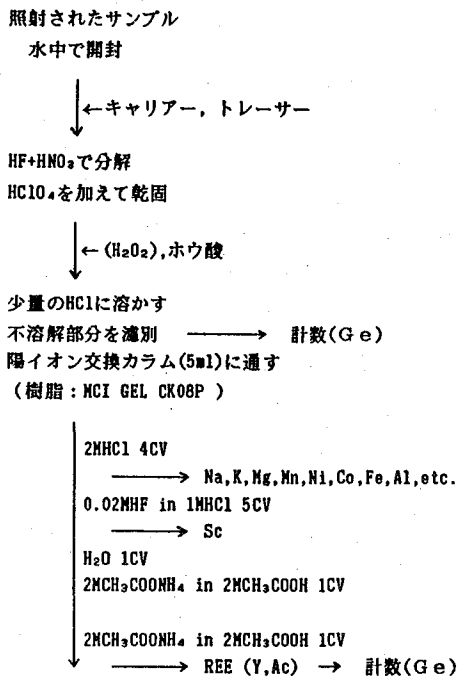 照射されたサンプル
水中で開封
←キャリアー, トレーサー
HF+HNO₃で分解
HClO₄を加えて乾固
←(H₂O₂),ホウ酸
少量のHClに溶かす
不溶解部分を濾別 → 計数(Ge)
陽イオン交換カラム(5ml)に通す
(樹脂:MCI GEL CK08P )
2MHCl 4CV
→ Na,K,Mg,Mn,Ni,Co,Fe,Al,etc.
0.02MHF in 1MHCl 5CV
→ Sc
H₂O 1CV
2MCH₃COONH₄ in 2MCH₃COOH 1CV
2MCH₃COONH₄ in 2MCH₃COOH 1CV
→ REE (Y,Ac) → 計数(Ge)